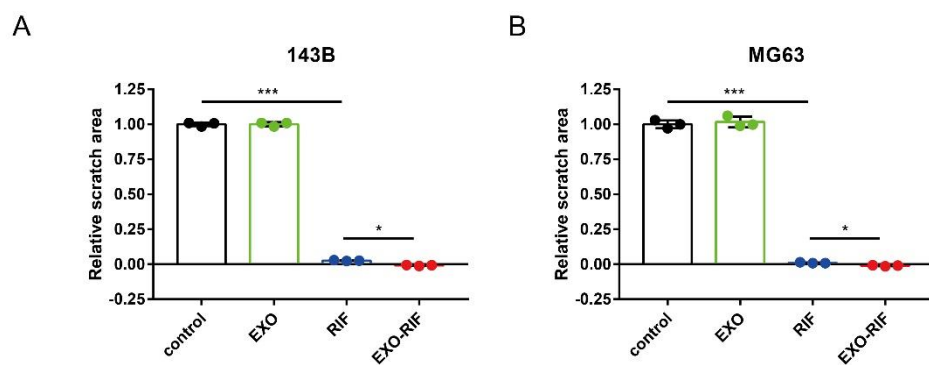 A
143B
Relative scratch area
1.25
1.00
0.75
0.50
0.25
0.00
-0.25
***
*
control
EXO
RIF
EXO-RIF
B
MG63
Relative scratch area
1.25
1.00
0.75
0.50
0.25
0.00
-0.25
***
*
control
EXO
RIF
EXO-RIF